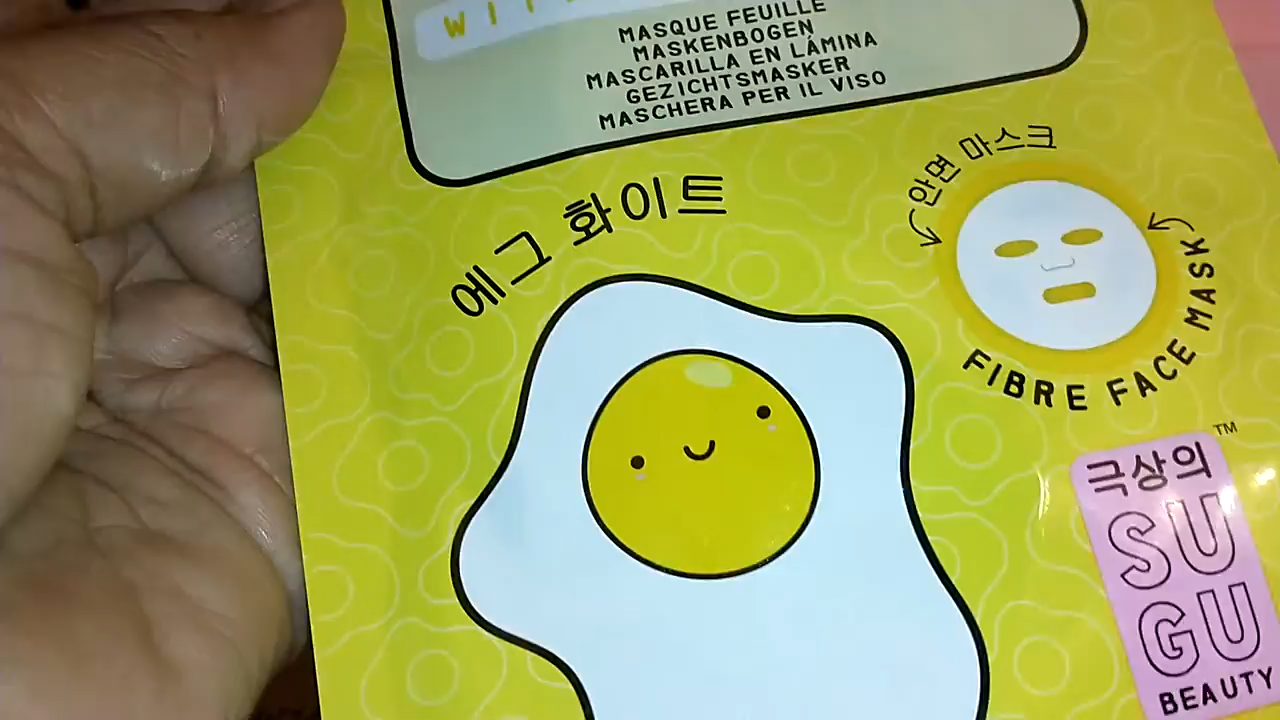 MASQUE FEUILLE
MASKENBOGEN
MASCARILLA EN LÁMINA
GEZICHTSMASKER
MASCHERA PER IL VISO
에그 화이트
안면 마스크
FIBRE FACE MASK
극상의
TM
SU
GU
BEAUTY